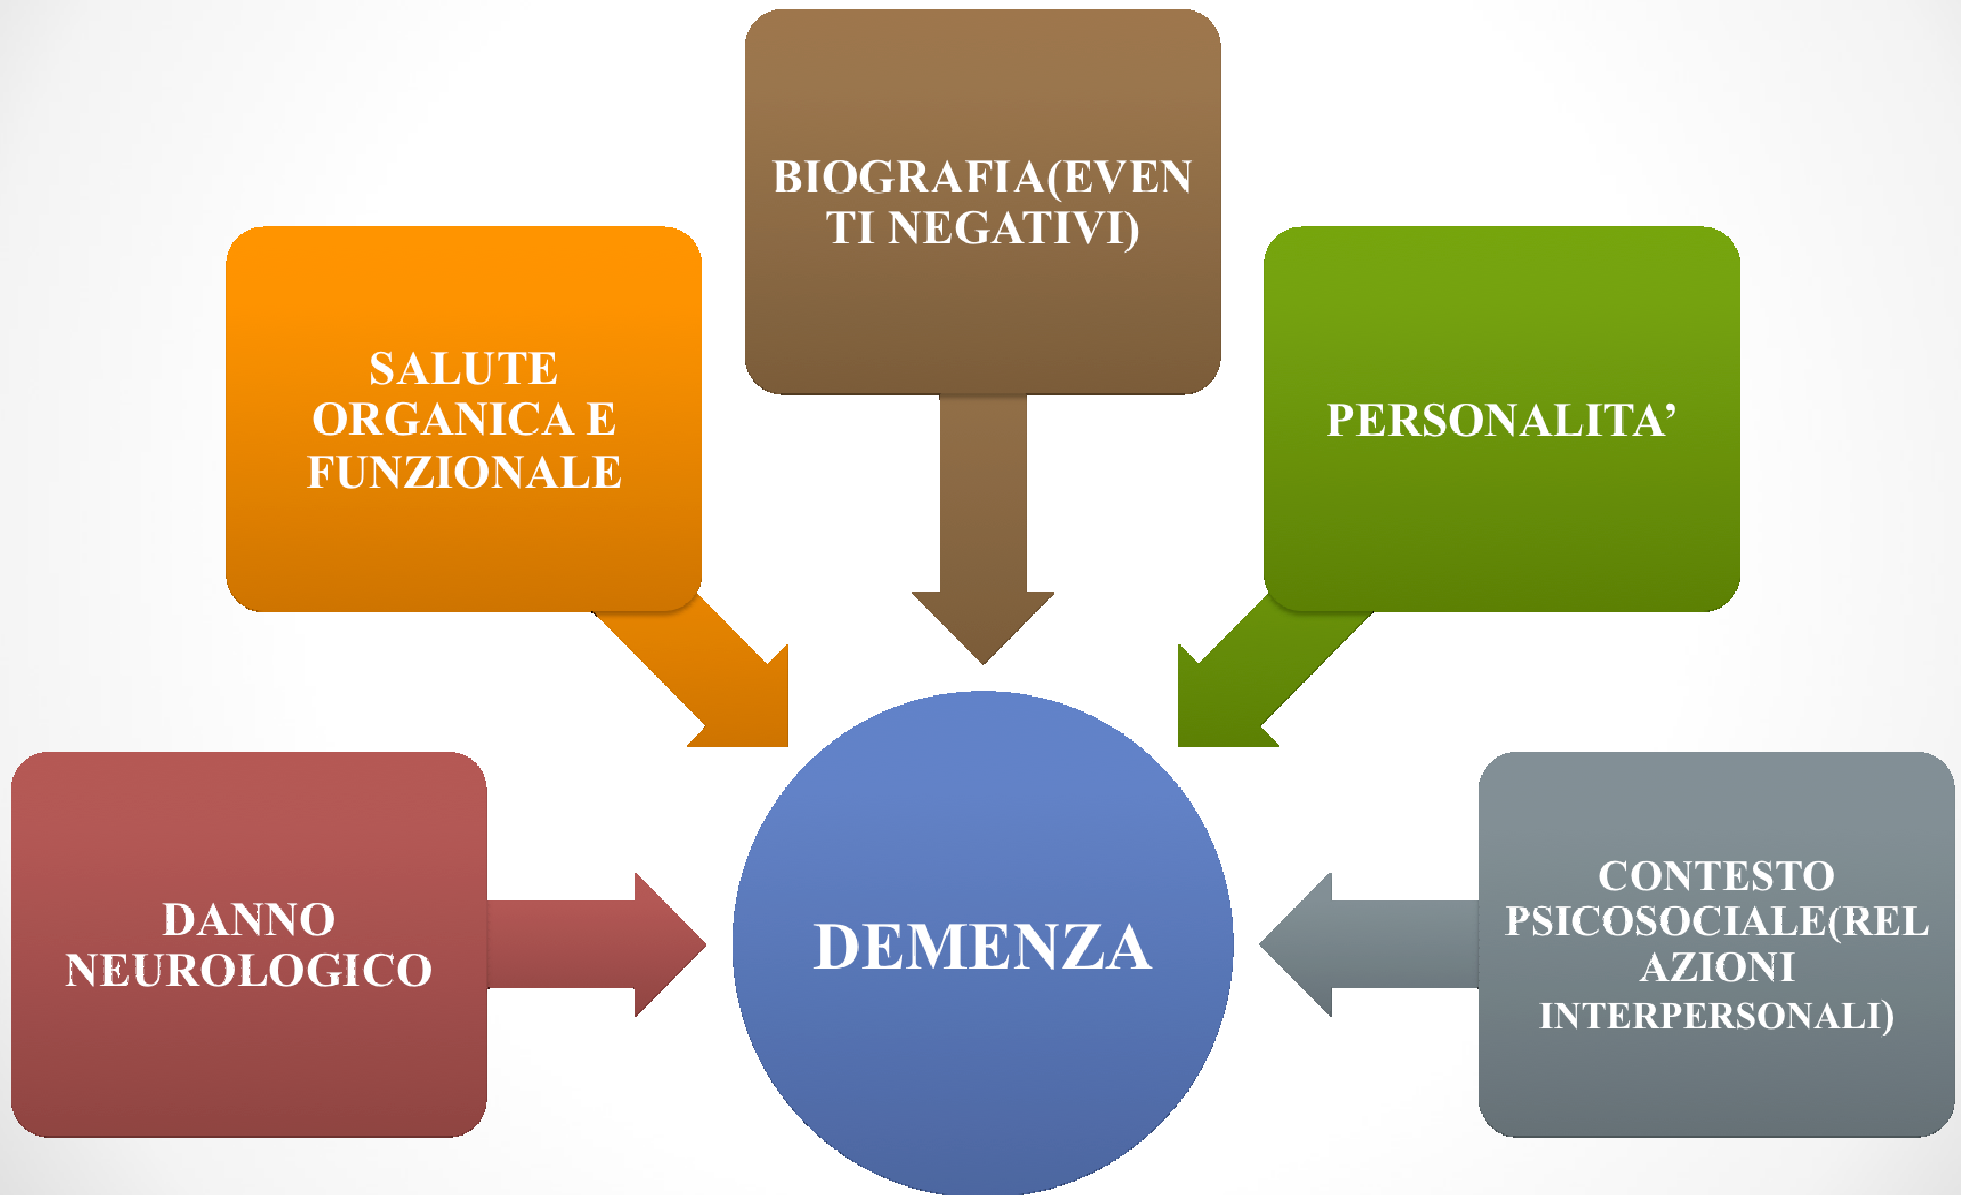 BIOGRAFIA(EVEN
TI NEGATIVI)
SALUTE
ORGANICA E
FUNZIONALE
PERSONALITA’
DANNO
NEUROLOGICO
DEMENZA
CONTESTO
PSICOSOCIALE(REL
AZIONI
INTERPERSONALI)